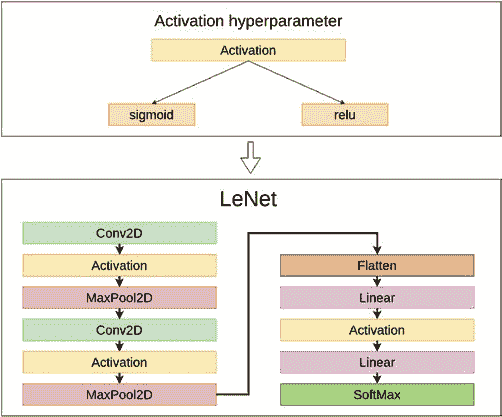 Activation hyperparameter
Activation
sigmoid
relu
LeNet
Conv2D
Activation
MaxPool2D
Conv2D
Activation
MaxPool2D
Flatten
Linear
Activation
Linear
SoftMax